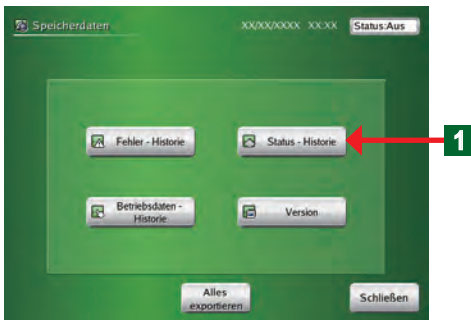 Speicherdaten XX/XX/XXXX XX:XX Status:Aus
Fehler - Historie Status - Historie
1
Betriebsdaten -
Historie
Version
Alles
exportieren
Schließen